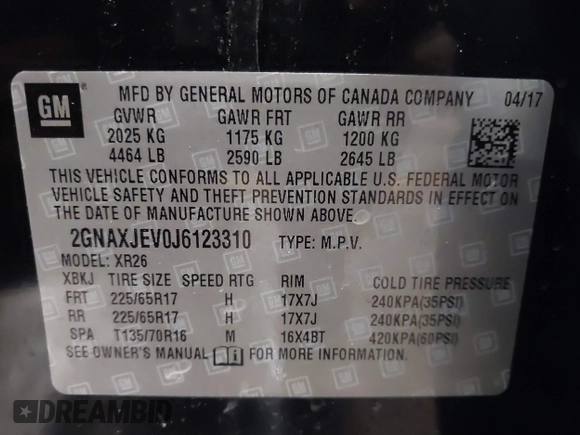 GM
MFD BY GENERAL MOTORS OF CANADA COMPANY 04/17
GVWR GAWR FRT GAWR RR
2025 KG 1175 KG 1200 KG
4464 LB 2590 LB 2645 LB
THIS VEHICLE CONFORMS TO ALL APPLICABLE U.S. FEDERAL MOTOR
VEHICLE SAFETY AND THEFT PREVENTION STANDARDS IN EFFECT ON
THE DATE OF MANUFACTURE SHOWN ABOVE.
2GNAXJEV0J6123310 TYPE: M.P.V.
MODEL: XR26
XBKJ TIRE SIZE SPEED RTG RIM COLD TIRE PRESSURE
FRT 225/65R17 H 17X7J 240KPA(35PSI)
RR 225/65R17 H 17X7J 240KPA(35PSI)
SPA T135/70R16 M 16X4BT 420KPA(60PSI)
SEE OWNER'S MANUAL FOR MORE INFORMATION.
DREAMBID